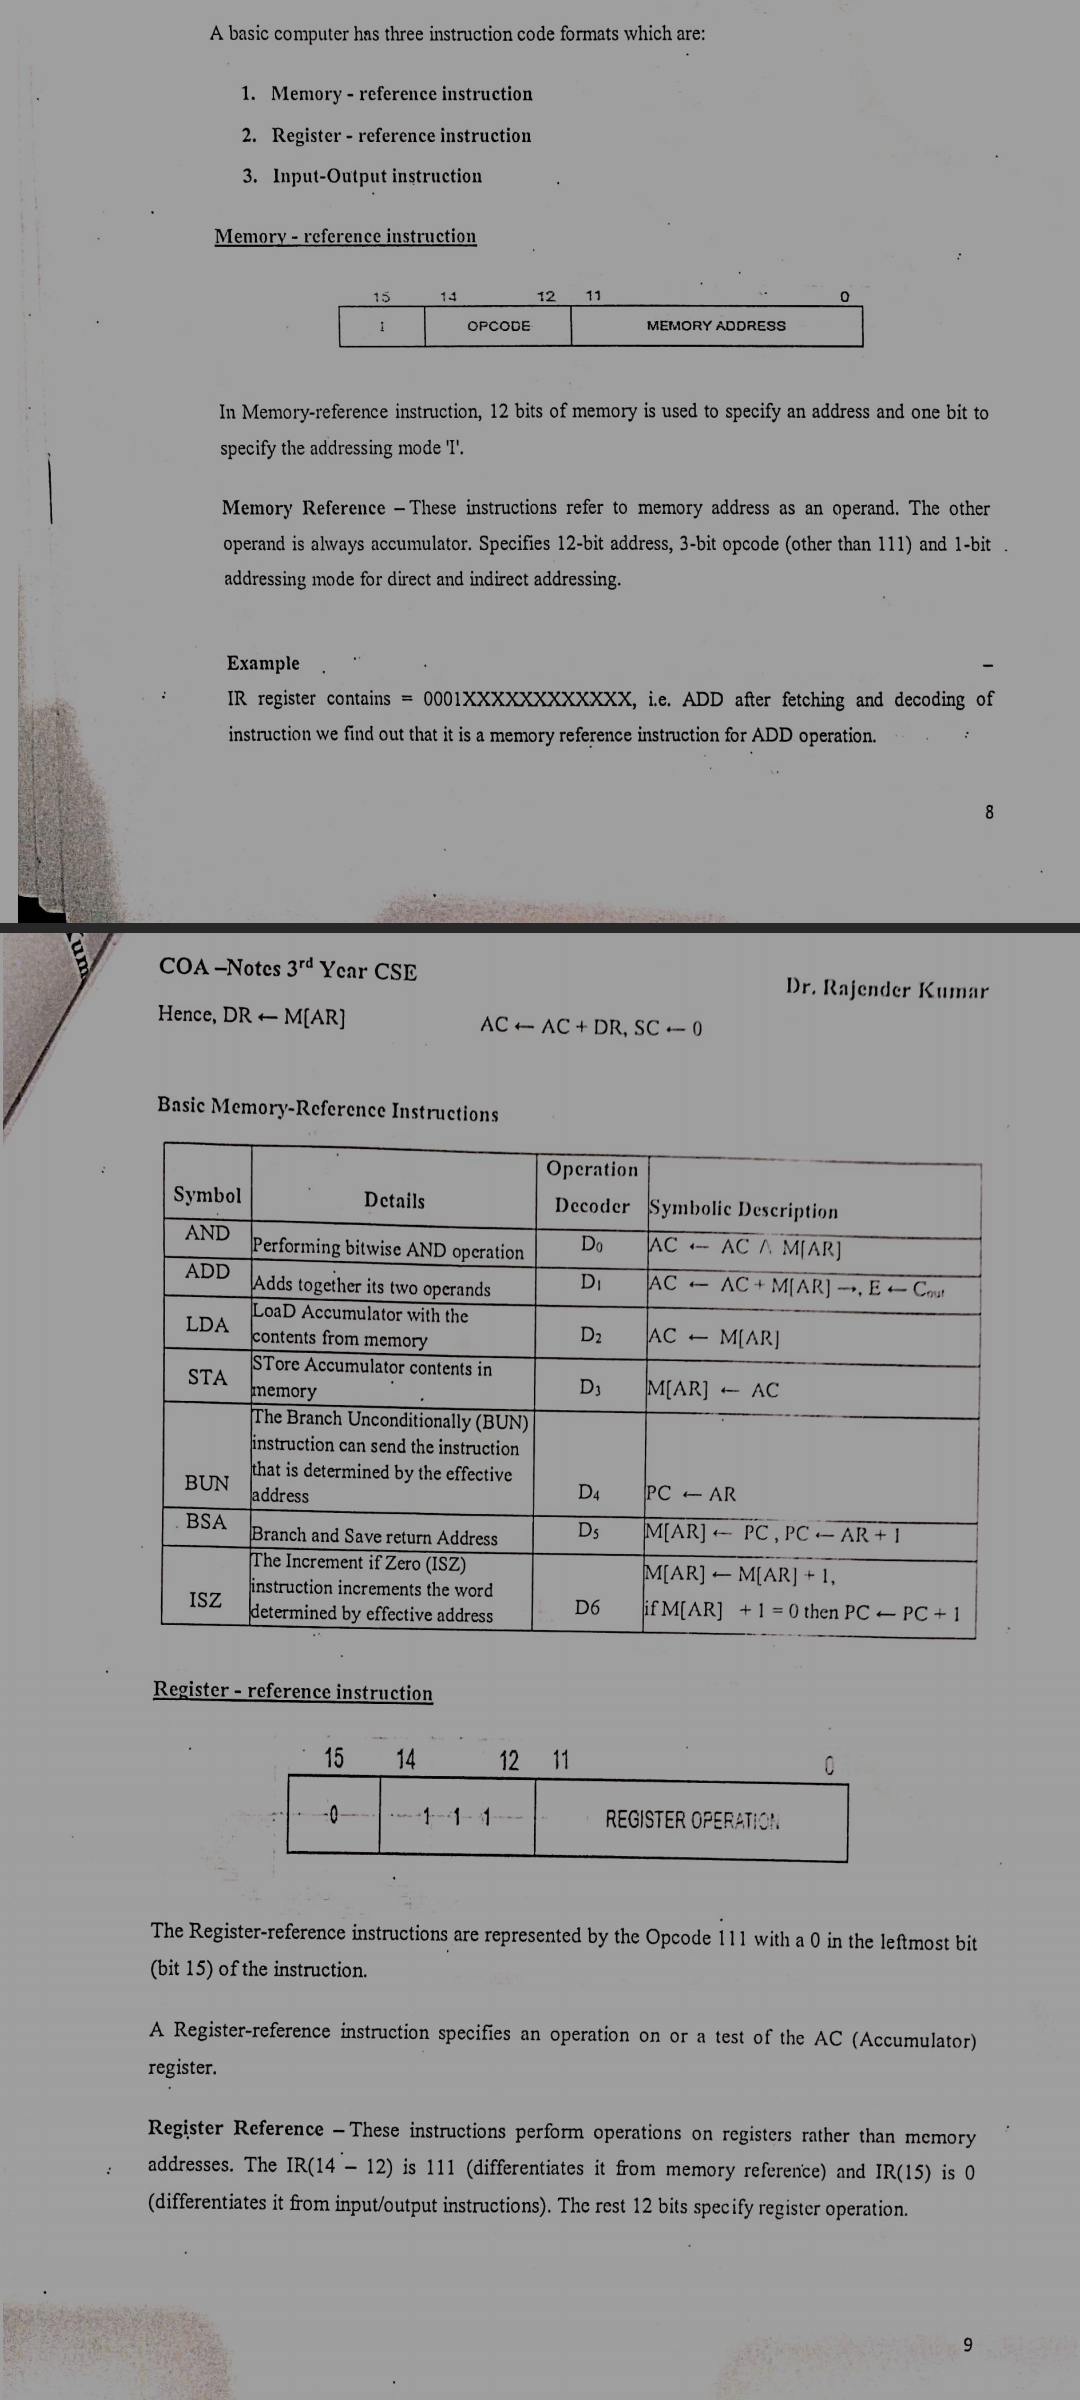 A basic computer has three instruction code formats which are:
1. Memory - reference instruction
2. Register - reference instruction
3. Input-Output instruction
Memory - reference instruction
15 14 12 11 0
I OPCODE MEMORY ADDRESS
In Memory-reference instruction, 12 bits of memory is used to specify an address and one bit to
specify the addressing mode 'I'.
Memory Reference – These instructions refer to memory address as an operand. The other
operand is always accumulator. Specifies 12-bit address, 3-bit opcode (other than 111) and 1-bit
addressing mode for direct and indirect addressing.
Example –
IR register contains = 0001XXXXXXXXXXXX, i.e. ADD after fetching and decoding of
instruction we find out that it is a memory reference instruction for ADD operation.
8
COA –Notes 3rd Year CSE
Dr. Rajender Kumar
Hence, DR ← M[AR] AC ← AC + DR, SC ← 0
Basic Memory-Reference Instructions
Operation
Symbol Details Decoder Symbolic Description
AND Performing bitwise AND operation D0 AC ← AC ∧ M[AR]
ADD Adds together its two operands D1 AC ← AC + M[AR] →, E ← Cout
LoaD Accumulator with the
LDA contents from memory D2 AC ← M[AR]
STore Accumulator contents in
STA memory D3 M[AR] ← AC
The Branch Unconditionally (BUN)
instruction can send the instruction
that is determined by the effective
BUN address D4 PC ← AR
BSA Branch and Save return Address D5 M[AR] ← PC , PC ← AR + 1
The Increment if Zero (ISZ) M[AR] ← M[AR] + 1,
instruction increments the word
ISZ determined by effective address D6 if M[AR] + 1 = 0 then PC ← PC + 1
Register - reference instruction
15 14 12 11 0
0 1 1 1 REGISTER OPERATION
The Register-reference instructions are represented by the Opcode 111 with a 0 in the leftmost bit
(bit 15) of the instruction.
A Register-reference instruction specifies an operation on or a test of the AC (Accumulator)
register.
Register Reference – These instructions perform operations on registers rather than memory
addresses. The IR(14 – 12) is 111 (differentiates it from memory reference) and IR(15) is 0
(differentiates it from input/output instructions). The rest 12 bits specify register operation.
9